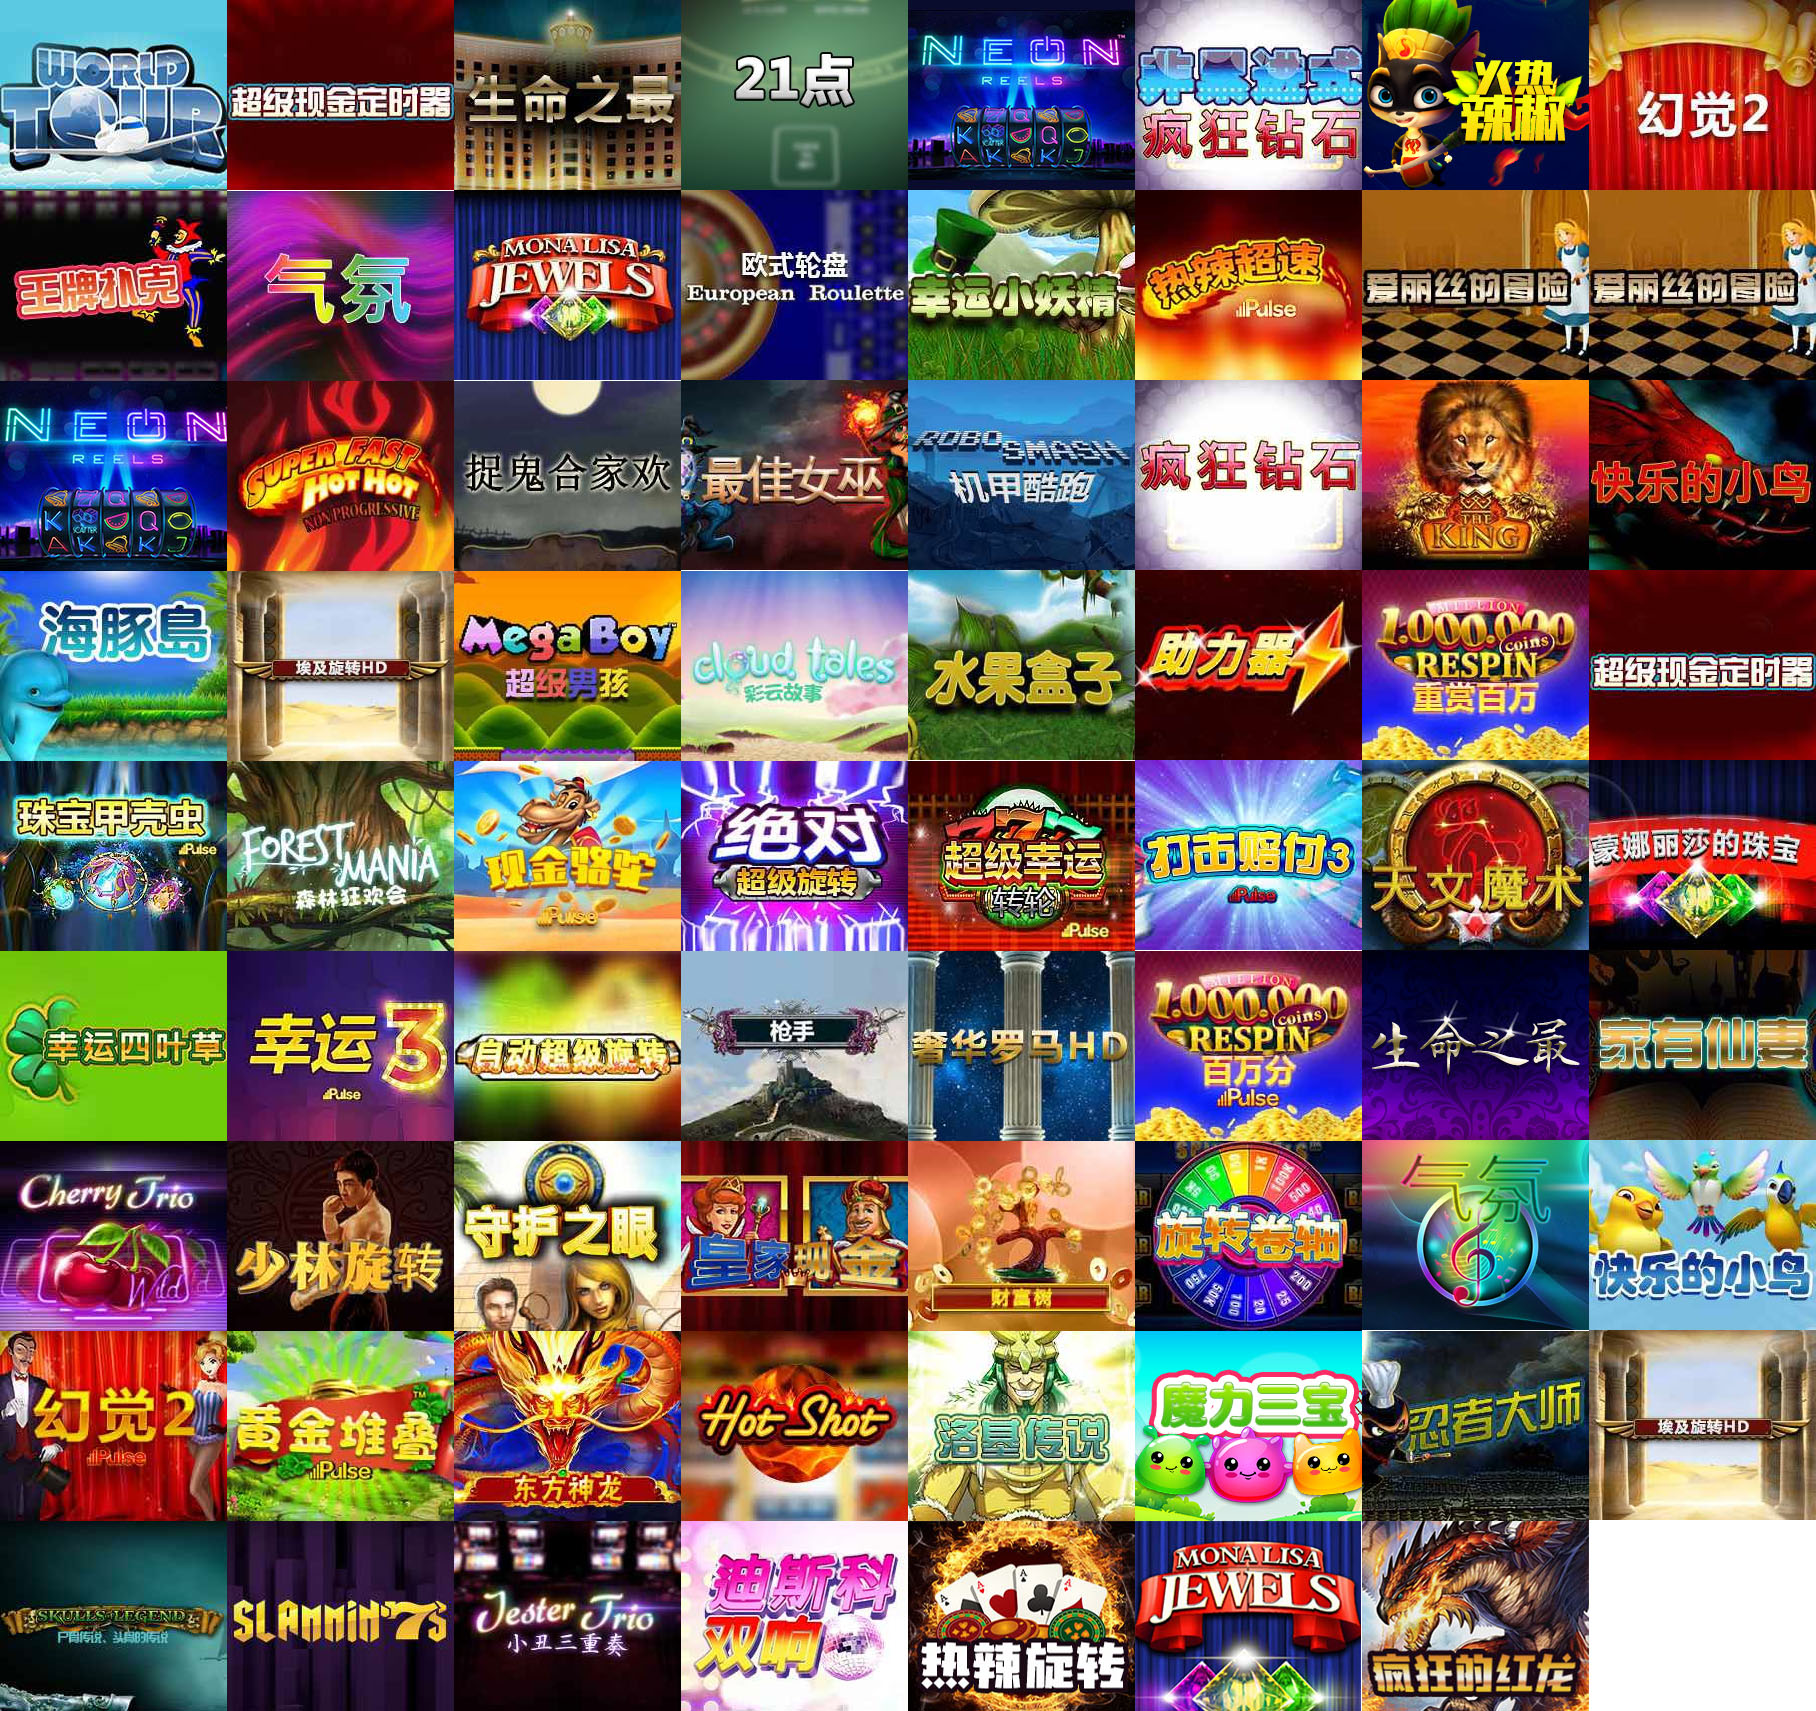 WORLD
TOUR
超级现金定时器
生命之最
21点
NEON™
REELS
非累进式
疯狂钻石
火热
辣椒
幻觉2
王牌扑克
气氛
MONA LISA
JEWELS
欧式轮盘
European Roulette
幸运小妖精
热辣超速
iPulse
爱丽丝的冒险
爱丽丝的冒险
NEON
REELS
SUPER FAST
HOT HOT
NON PROGRESSIVE
捉鬼合家欢
最佳女巫
ROBO
SMASH
机甲酷跑
疯狂钻石
THE
KING
快乐的小鸟
海豚島
埃及旋转HD
Mega Boy™
超级男孩
cloud tales
彩云故事
水果盒子
助力器
MILLION
1.000.000
coins
RESPIN
重赏百万
超级现金定时器
珠宝甲壳虫
iPulse
FOREST
MANIA
森林狂欢会
现金骆驼
iPulse
绝对
超级旋转
777
超级幸运
转轮
iPulse
打击赔付3
iPulse
天文魔术
蒙娜丽莎的珠宝
幸运四叶草
幸运3
iPulse
自动超级旋转
枪手
奢华罗马HD
MILLION
1.000.000
coins
RESPIN
百万分
iPulse
生命之最
家有仙妻
Cherry Trio
Wild
少林旋转
守护之眼
皇家现金
财富树
旋转卷轴
气氛
快乐的小鸟
幻觉2
iPulse
黄金堆叠™
iPulse
东方神龙
Hot Shot
洛基传说
魔力三宝
忍者大师
埃及旋转HD
SKULLS LEGEND
尸骨传说、头骨的传说
SLAMMIN'7s
Jester Trio
小丑三重奏
迪斯科
双响
热辣旋转
MONA LISA
JEWELS
疯狂的红龙